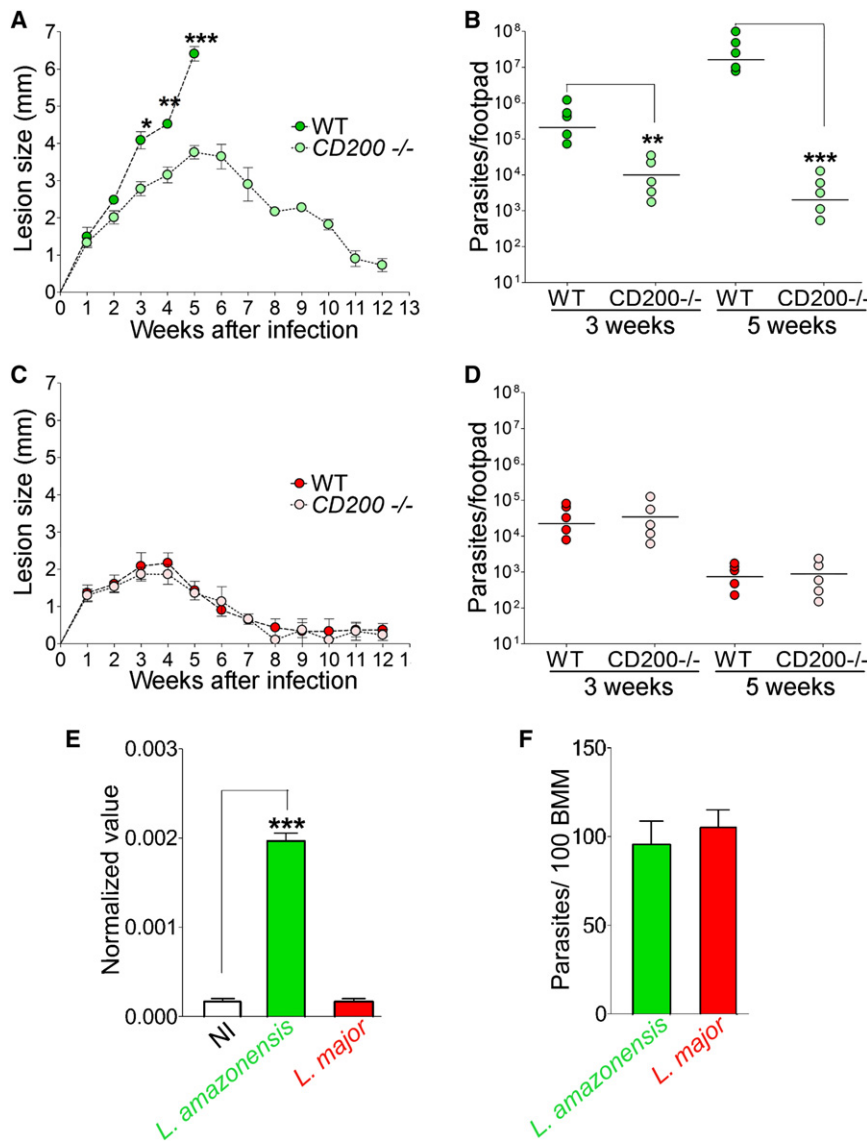 A
Lesion size (mm)
7
6
5
4
3
2
1
0
***
**
*
WT
CD200 -/-
0 1 2 3 4 5 6 7 8 9 10 11 12 13
Weeks after infection
B
Parasites/footpad
10⁸
10⁷
10⁶
10⁵
10⁴
10³
10²
10¹
**
***
WT CD200-/- WT CD200-/-
3 weeks 5 weeks
C
Lesion size (mm)
7
6
5
4
3
2
1
0
WT
CD200 -/-
0 1 2 3 4 5 6 7 8 9 10 11 12 1
Weeks after infection
D
Parasites/footpad
10⁸
10⁷
10⁶
10⁵
10⁴
10³
10²
10¹
WT CD200-/- WT CD200-/-
3 weeks 5 weeks
E
Normalized value
0.003
0.002
0.001
0.000
***
NI
L. amazonensis
L. major
F
Parasites/ 100 BMM
150
100
50
0
L. amazonensis
L. major